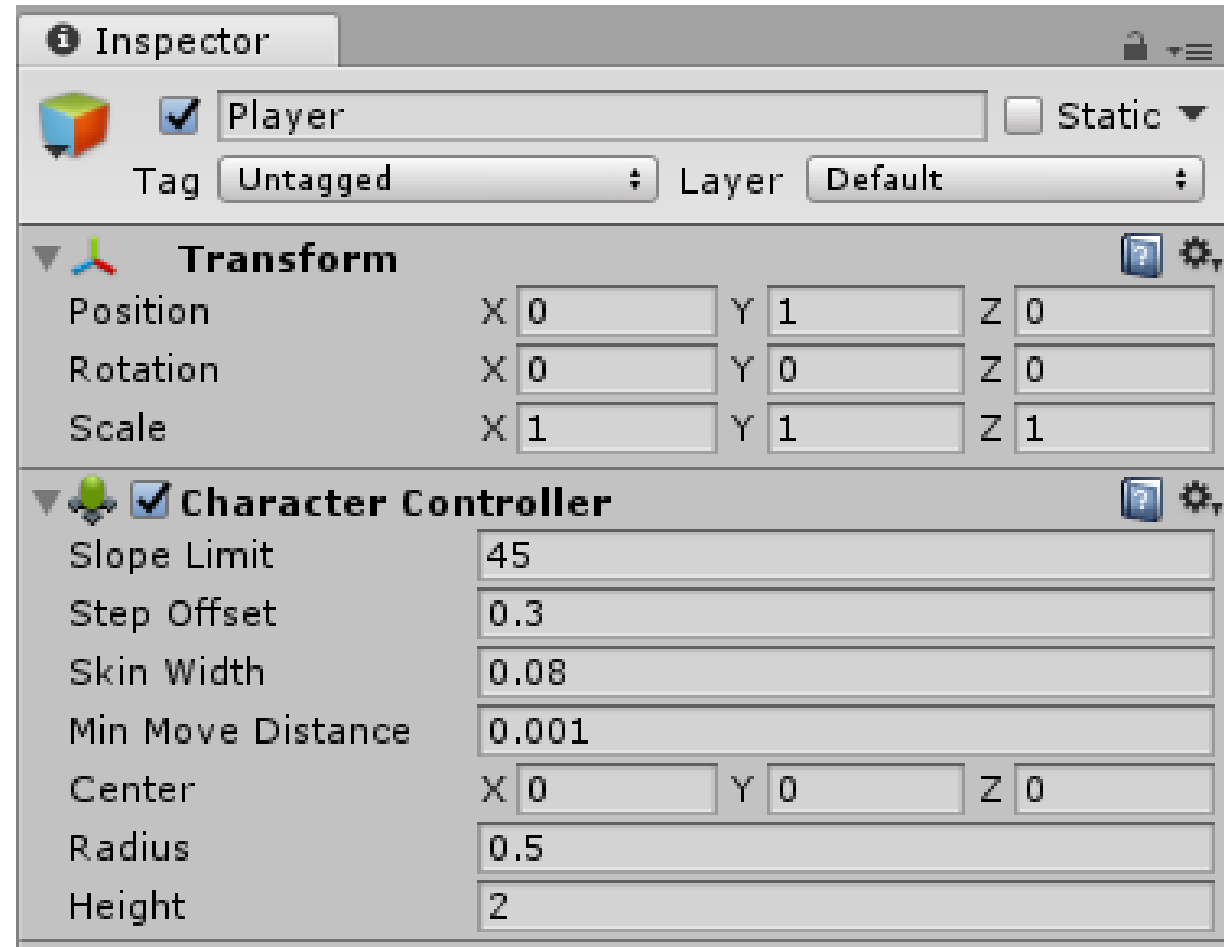 Inspector
Player Static
Tag Untagged Layer Default
Transform
Position X 0 Y 1 Z 0
Rotation X 0 Y 0 Z 0
Scale X 1 Y 1 Z 1
Character Controller
Slope Limit 45
Step Offset 0.3
Skin Width 0.08
Min Move Distance 0.001
Center X 0 Y 0 Z 0
Radius 0.5
Height 2